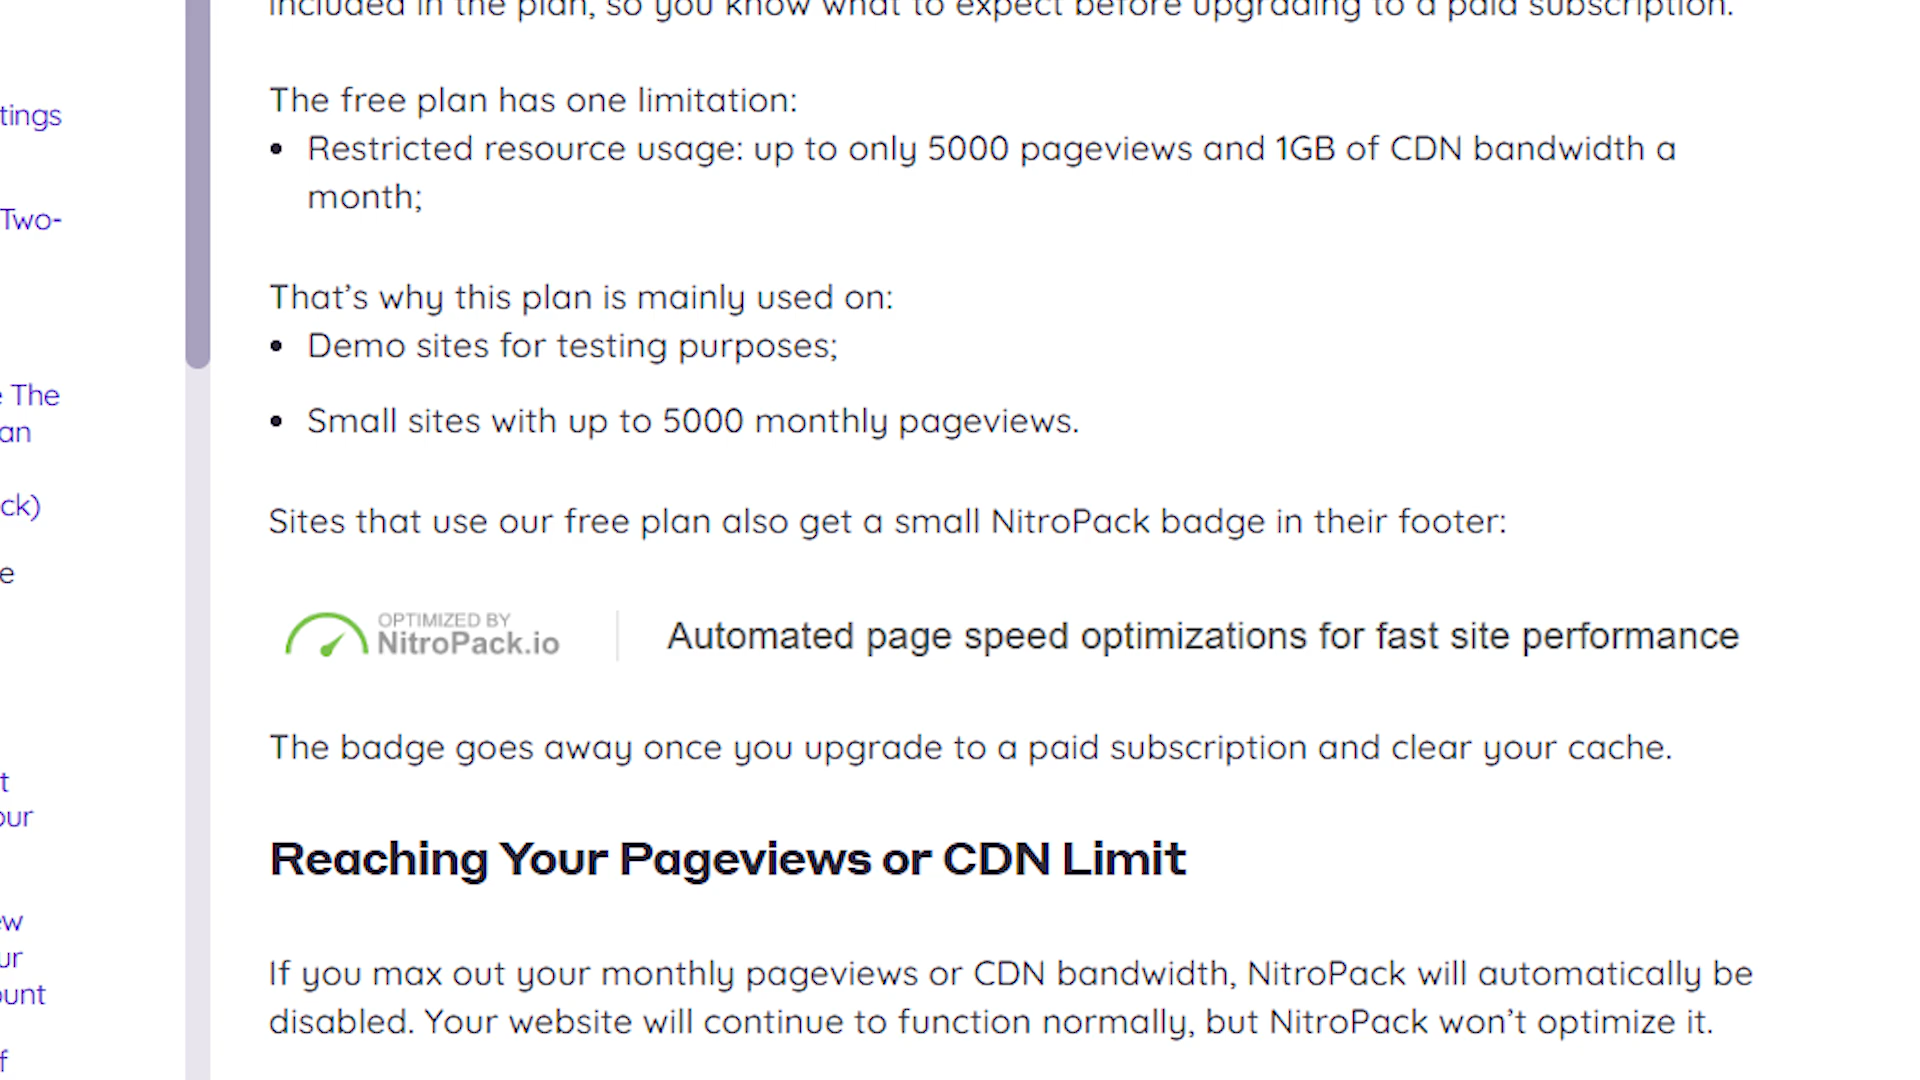 included in the plan, so you know what to expect before upgrading to a paid subscription.
The free plan has one limitation:
• Restricted resource usage: up to only 5000 pageviews and 1GB of CDN bandwidth a
month;
That’s why this plan is mainly used on:
• Demo sites for testing purposes;
• Small sites with up to 5000 monthly pageviews.
Sites that use our free plan also get a small NitroPack badge in their footer:
OPTIMIZED BY
NitroPack.io
Automated page speed optimizations for fast site performance
The badge goes away once you upgrade to a paid subscription and clear your cache.
Reaching Your Pageviews or CDN Limit
If you max out your monthly pageviews or CDN bandwidth, NitroPack will automatically be
disabled. Your website will continue to function normally, but NitroPack won’t optimize it.
tings
Two-
The
an
ck)
e
t
our
ew
ur
ount
f